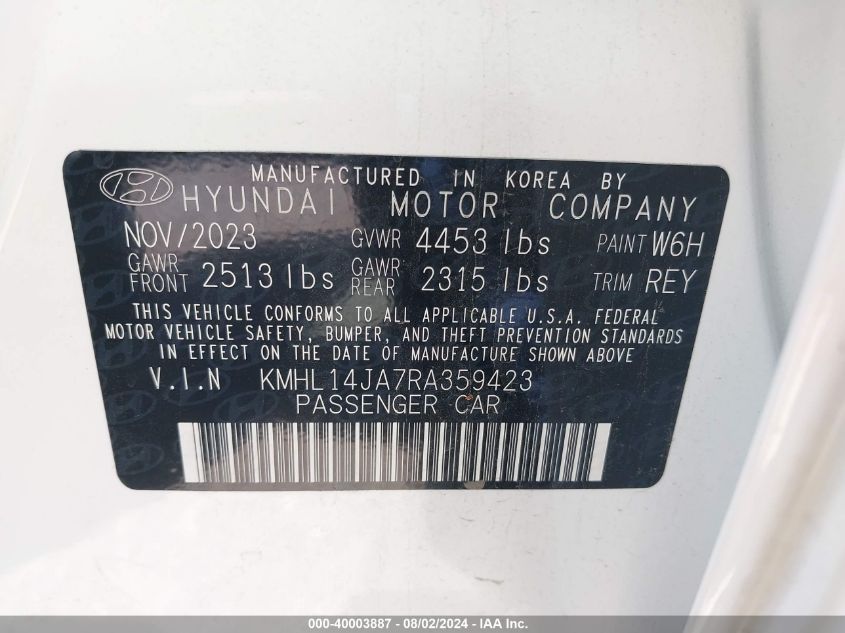 MANUFACTURED IN KOREA BY
HYUNDAI MOTOR COMPANY
NOV/2023 GVWR 4453 lbs PAINT W6H
GAWR FRONT 2513 lbs GAWR REAR 2315 lbs TRIM REY
THIS VEHICLE CONFORMS TO ALL APPLICABLE U.S.A. FEDERAL
MOTOR VEHICLE SAFETY, BUMPER, AND THEFT PREVENTION STANDARDS
IN EFFECT ON THE DATE OF MANUFACTURE SHOWN ABOVE
V.I.N KMHL14JA7RA359423
PASSENGER CAR
000-40003887 - 08/02/2024 - IAA Inc.